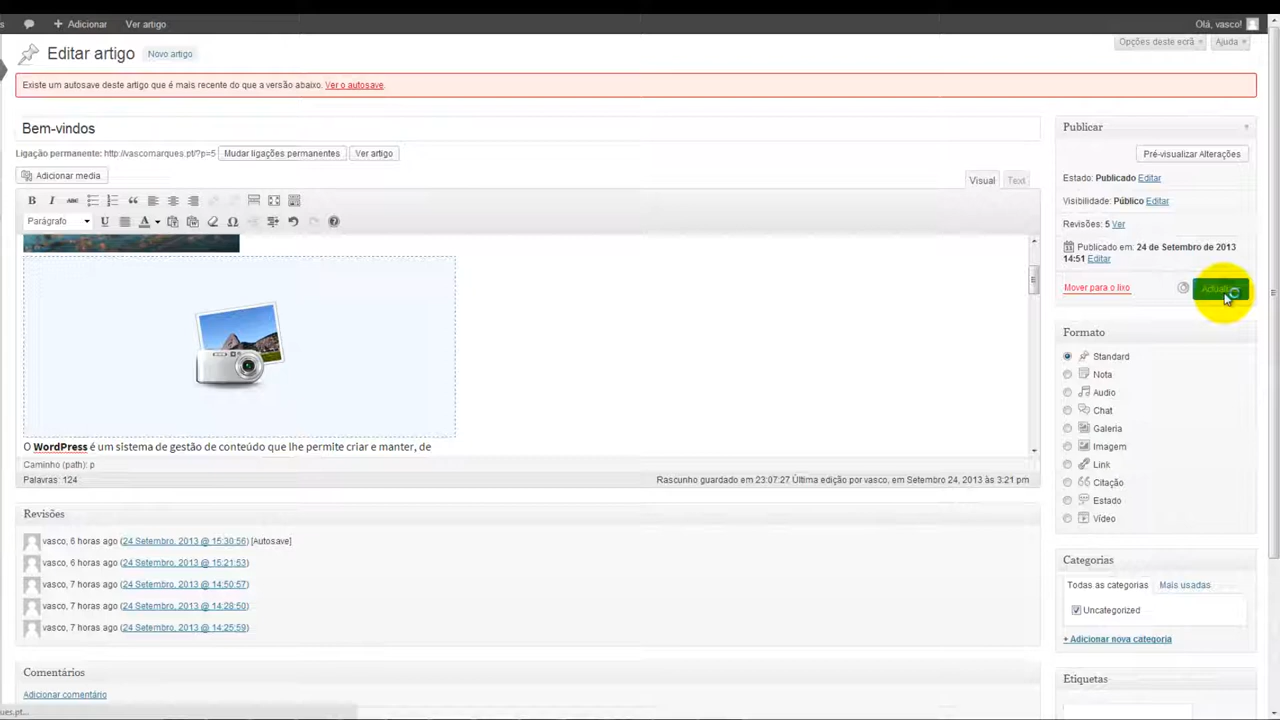 s Adicionar Ver artigo Olá, vasco!
Editar artigo Novo artigo Opções deste ecrã Ajuda
Existe um autosave deste artigo que é mais recente do que a versão abaixo. Ver o autosave.
Bem-vindos
Ligação permanente: http://vascomarques.pt/?p=5 Mudar ligações permanentes Ver artigo
Adicionar media
Visual Text
B I ABC
Parágrafo U A Ω
O WordPress é um sistema de gestão de conteúdo que lhe permite criar e manter, de
Caminho (path): p
Palavras: 124 Rascunho guardado em 23:07:27 Última edição por vasco, em Setembro 24, 2013 às 3:21 pm
Revisões
vasco, 6 horas ago (24 Setembro, 2013 @ 15:30:56) [Autosave]
vasco, 6 horas ago (24 Setembro, 2013 @ 15:21:53)
vasco, 7 horas ago (24 Setembro, 2013 @ 14:50:57)
vasco, 7 horas ago (24 Setembro, 2013 @ 14:28:50)
vasco, 7 horas ago (24 Setembro, 2013 @ 14:25:59)
Comentários
Adicionar comentário
ques.pt...
Publicar
Pré-visualizar Alterações
Estado: Publicado Editar
Visibilidade: Público Editar
Revisões: 5 Ver
Publicado em: 24 de Setembro de 2013
14:51 Editar
Mover para o lixo
Formato
Standard
Nota
Audio
Chat
Galeria
Imagem
Link
Citação
Estado
Vídeo
Categorias
Todas as categorias Mais usadas
Uncategorized
+ Adicionar nova categoria
Etiquetas